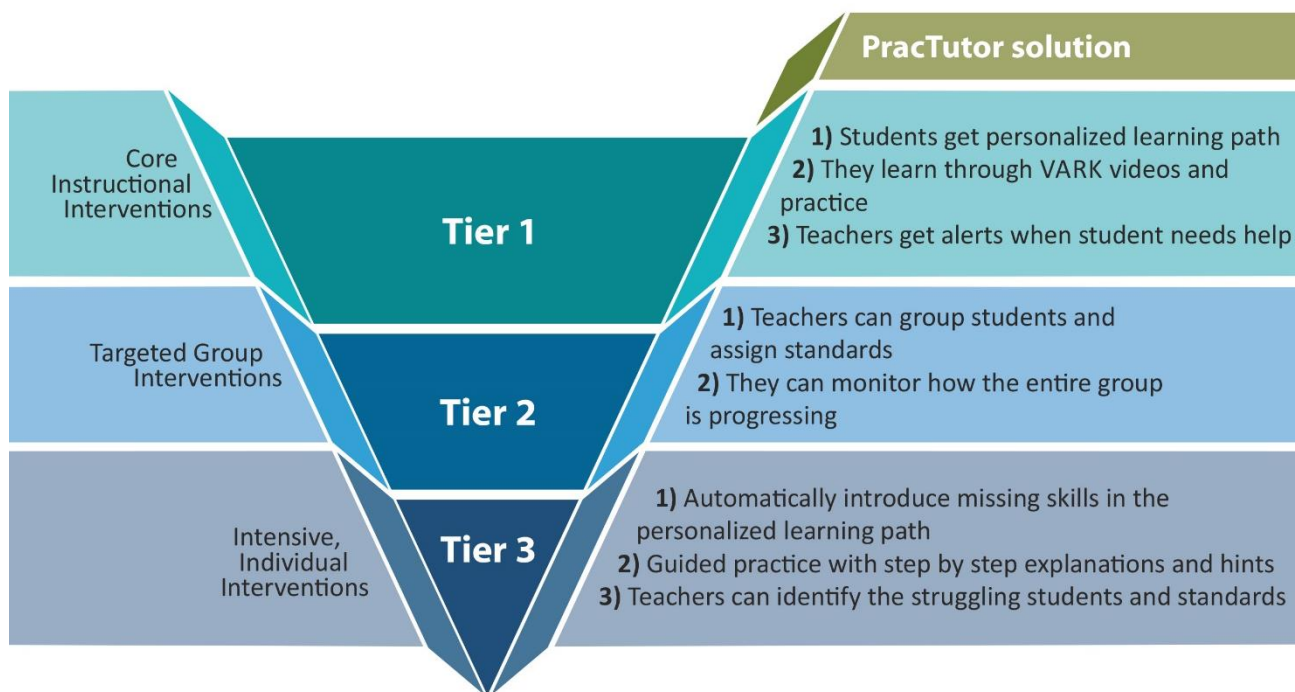 PracTutor solution
Core
Instructional
Interventions
Tier 1
1) Students get personalized learning path
2) They learn through VARK videos and
practice
3) Teachers get alerts when student needs help
Targeted Group
Interventions
Tier 2
1) Teachers can group students and
assign standards
2) They can monitor how the entire group
is progressing
Intensive,
Individual
Interventions
Tier 3
1) Automatically introduce missing skills in the
personalized learning path
2) Guided practice with step by step explanations and hints
3) Teachers can identify the struggling students and standards